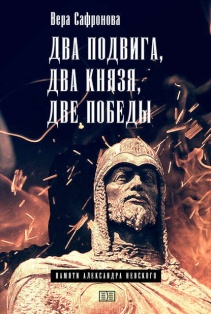 Вера Сафронова
ДВА ПОДВИГА,
ДВА КНЯЗЯ,
ДВЕ ПОБЕДЫ
ПАМЯТИ АЛЕКСАНДРА НЕВСКОГО